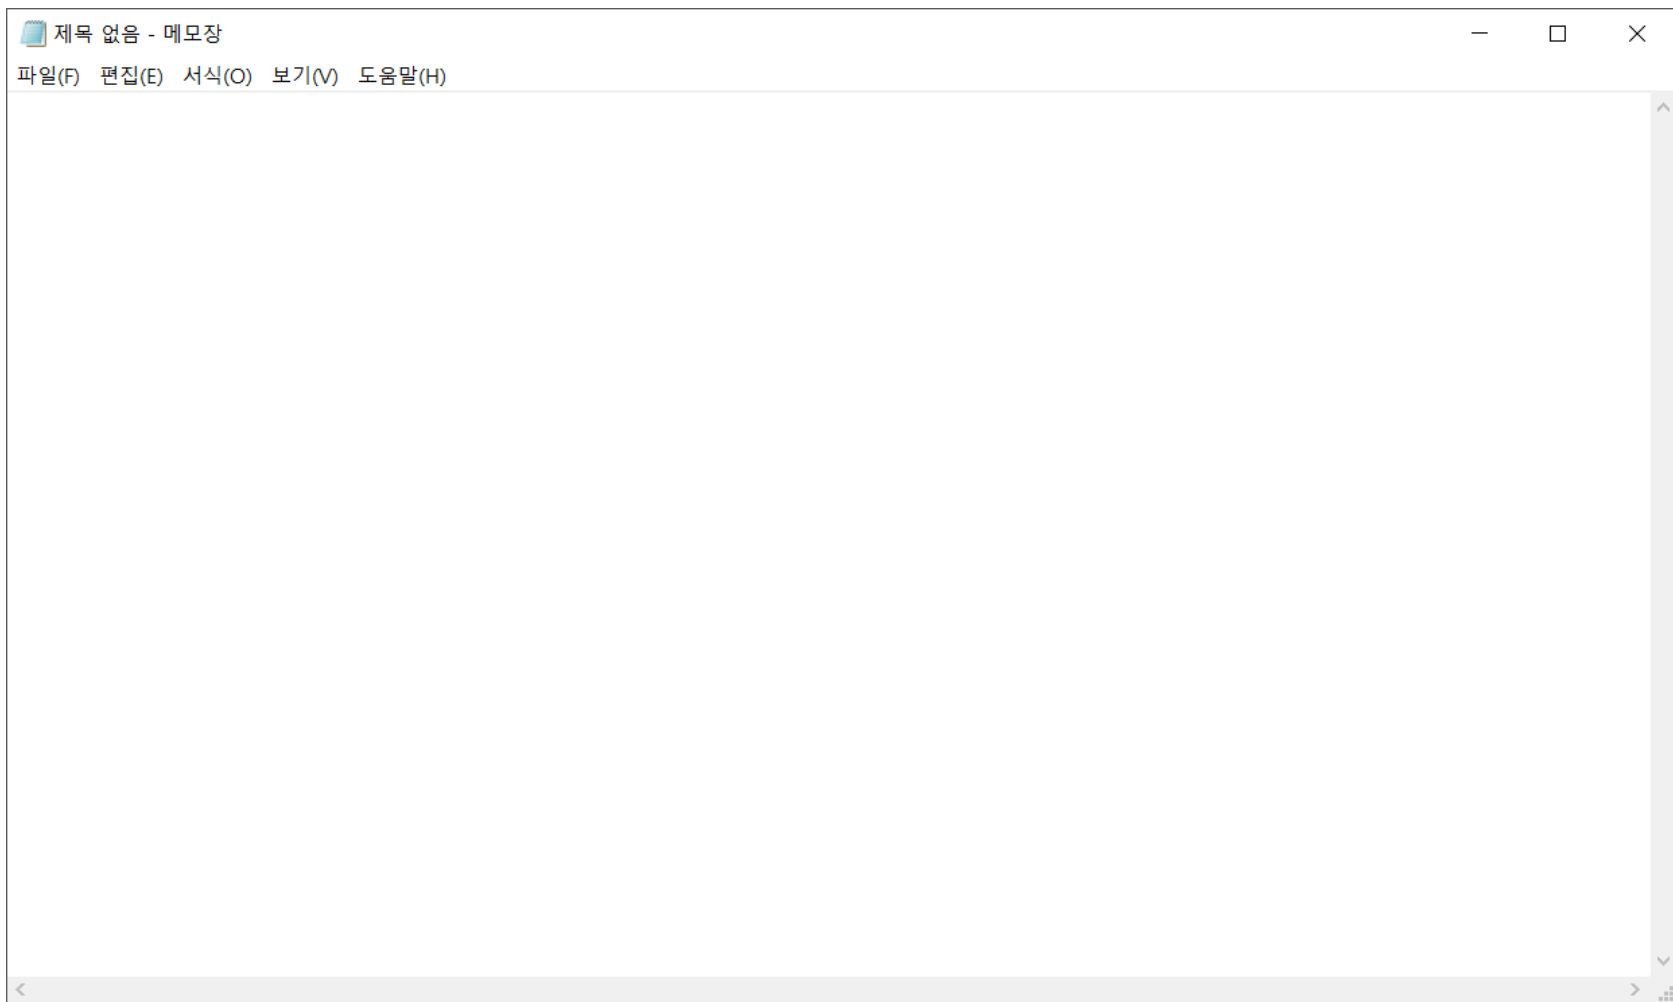 제목 없음 - 메모장
파일(F) 편집(E) 서식(O) 보기(V) 도움말(H)